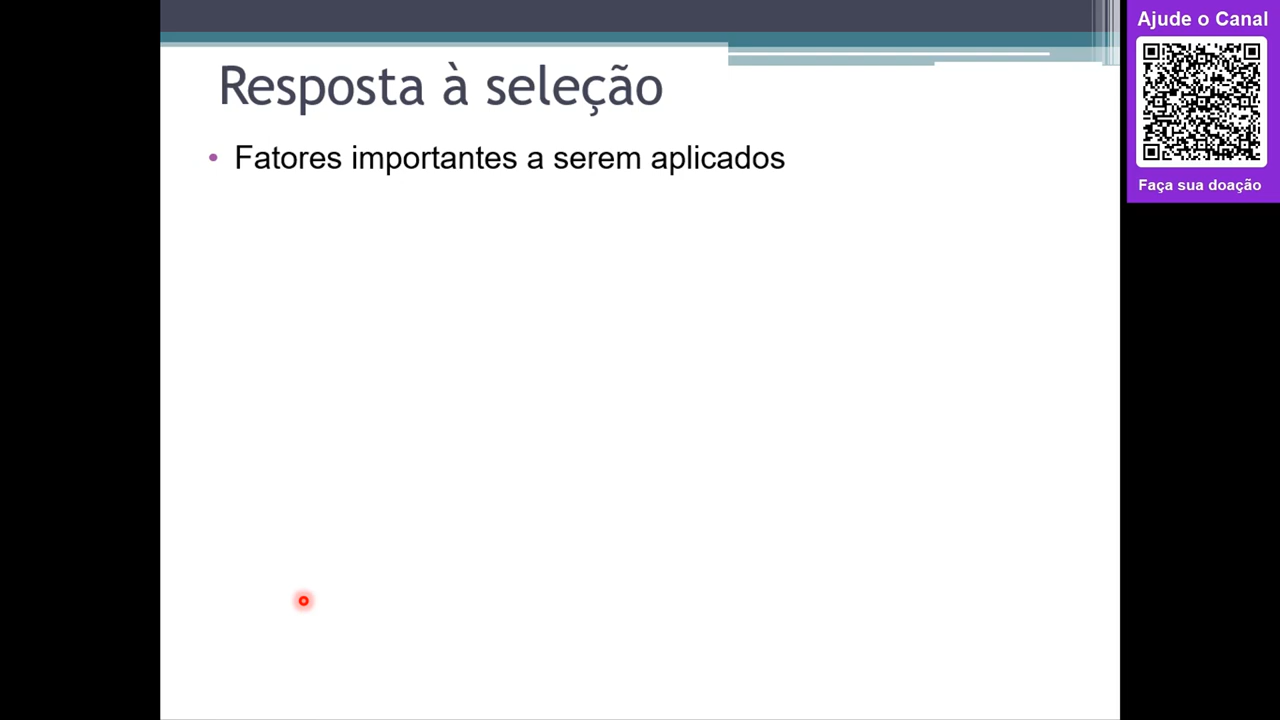 Resposta à seleção
• Fatores importantes a serem aplicados
Ajude o Canal
Faça sua doação